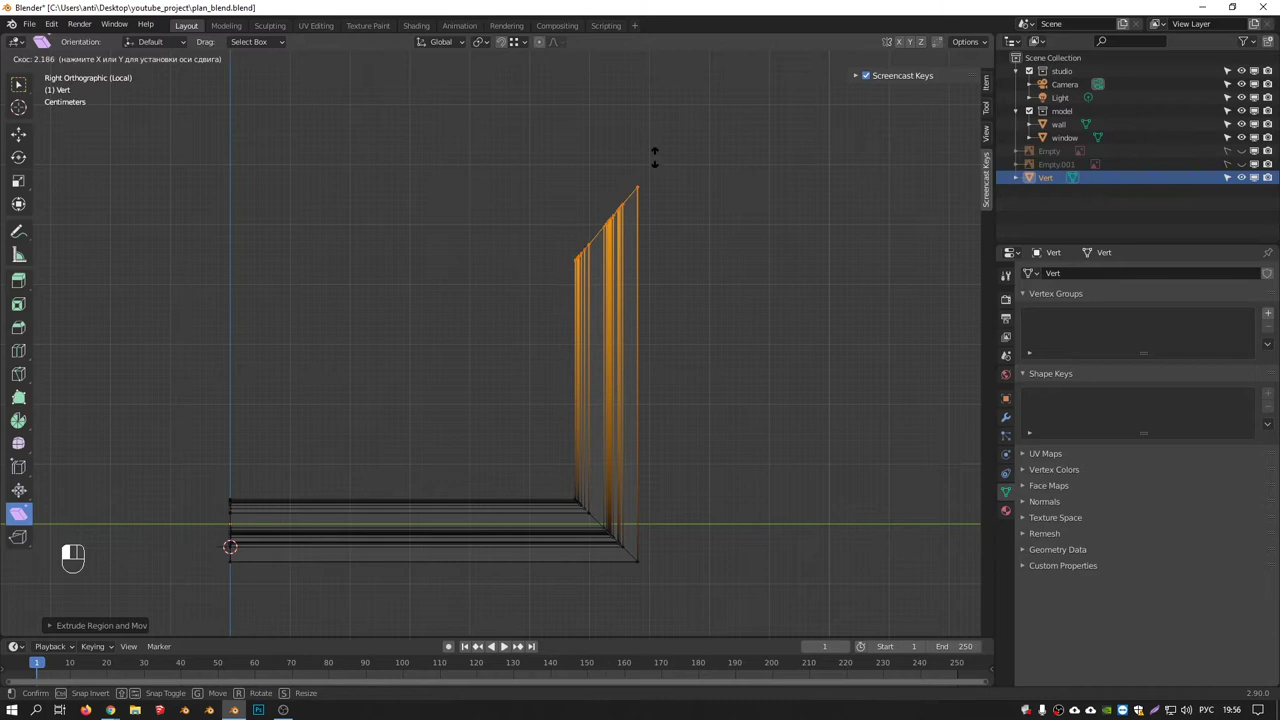 Blender* [C:\Users\anti\Desktop\youtube_project\plan_blend.blend]
File Edit Render Window Help Layout Modeling Sculpting UV Editing Texture Paint Shading Animation Rendering Compositing Scripting + Scene View Layer
Orientation: Default Drag: Select Box Global X Y Z Options
Скос: 2.186 (нажмите X или Y для установки оси сдвига)
Right Orthographic (Local)
(1) Vert
Centimeters
Screencast Keys
Item
Tool
View
Screencast Keys
Scene Collection
studio
Camera
Light
model
wall
window
Empty
Empty.001
Vert
Vert Vert
Vert
Vertex Groups
Shape Keys
UV Maps
Vertex Colors
Face Maps
Normals
Texture Space
Remesh
Geometry Data
Custom Properties
Extrude Region and Mov
Playback Keying View Marker 1 Start 1 End 250
1 10 20 30 40 50 60 70 80 90 100 110 120 130 140 150 160 170 180 190 200 210 220 230 240 250
Confirm Snap Invert Snap Toggle G Move R Rotate S Resize 2.90.0
РУС 19:56